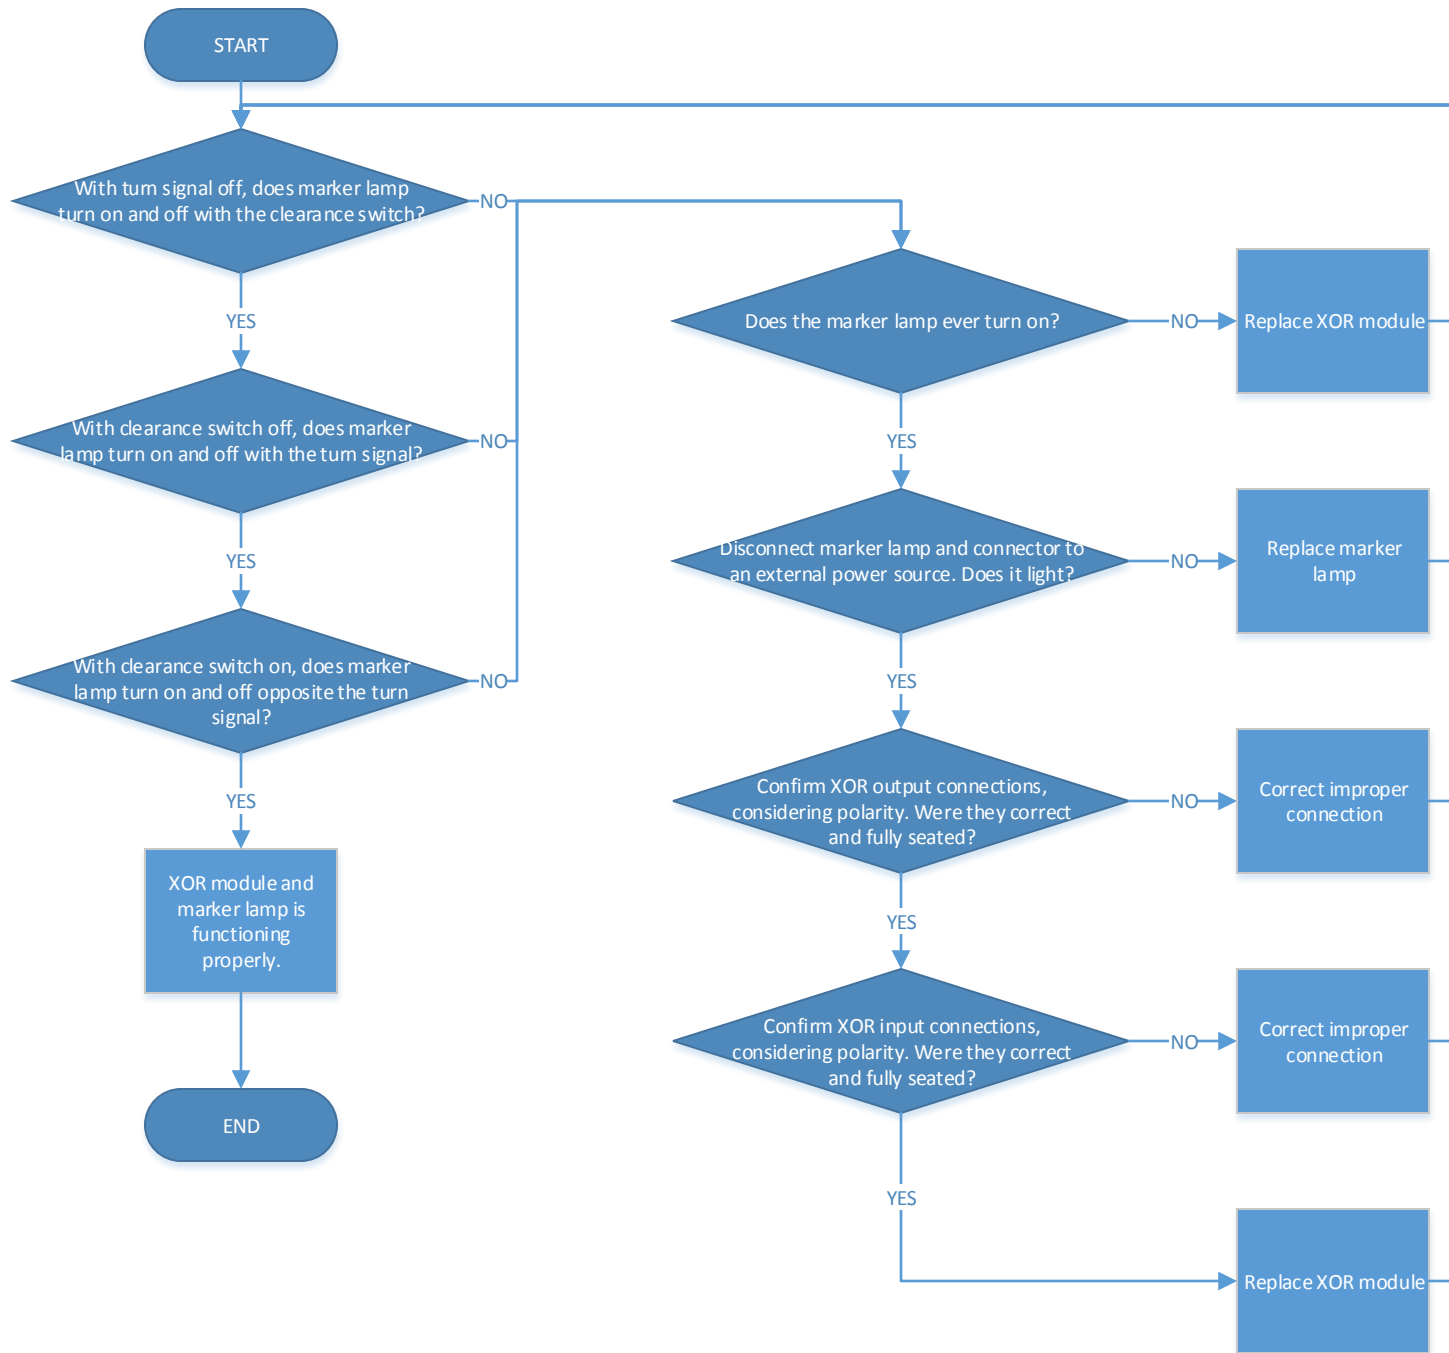 START
With turn signal off, does marker lamp
turn on and off with the clearance switch?
NO
YES
With clearance switch off, does marker
lamp turn on and off with the turn signal?
NO
YES
With clearance switch on, does marker
lamp turn on and off opposite the turn
signal?
NO
YES
XOR module and
marker lamp is
functioning
properly.
END
Does the marker lamp ever turn on?
NO
Replace XOR module
YES
Disconnect marker lamp and connector to
an external power source. Does it light?
NO
Replace marker
lamp
YES
Confirm XOR output connections,
considering polarity. Were they correct
and fully seated?
NO
Correct improper
connection
YES
Confirm XOR input connections,
considering polarity. Were they correct
and fully seated?
NO
Correct improper
connection
YES
Replace XOR module